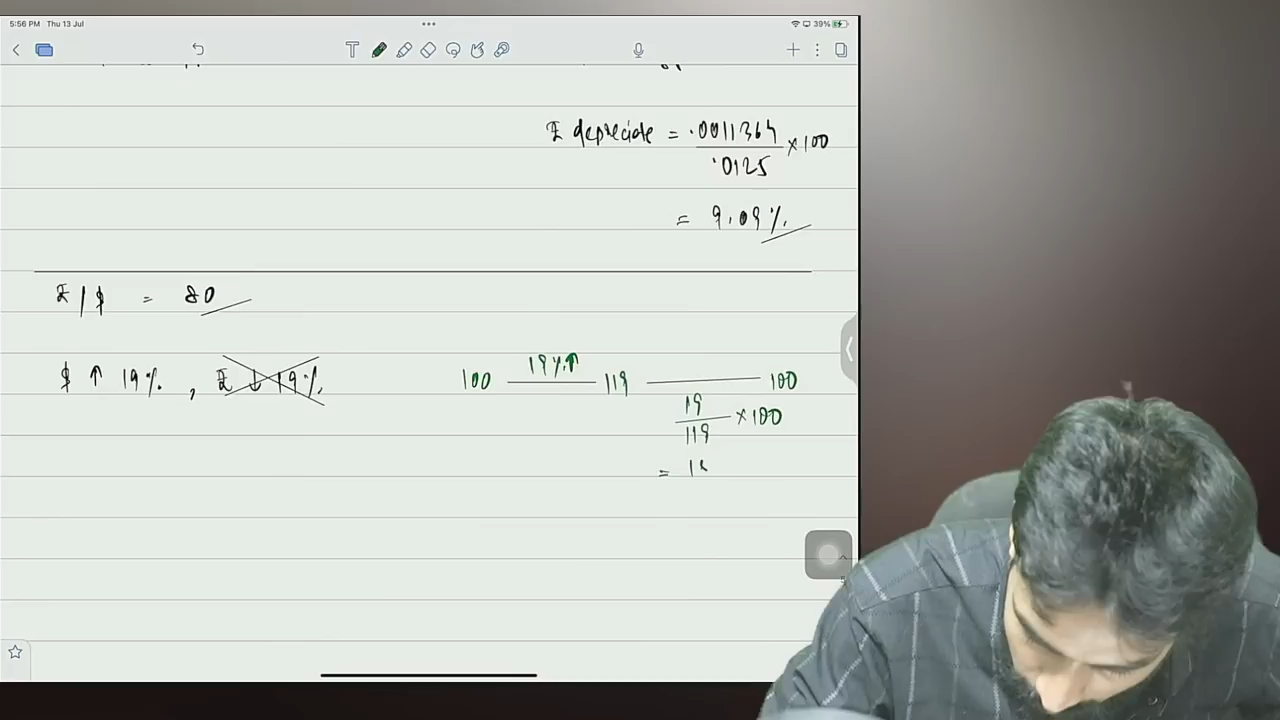 5:56 PM Thu 13 Jul
39%
T
₹ depreciate = .0011364 / .0125 × 100
= 9.09%.
₹ / $ = 80
$ ↑ 19%. , ₹ ↓ 19%.
100 19%↑ 119 100
19 / 119 × 100
= 15